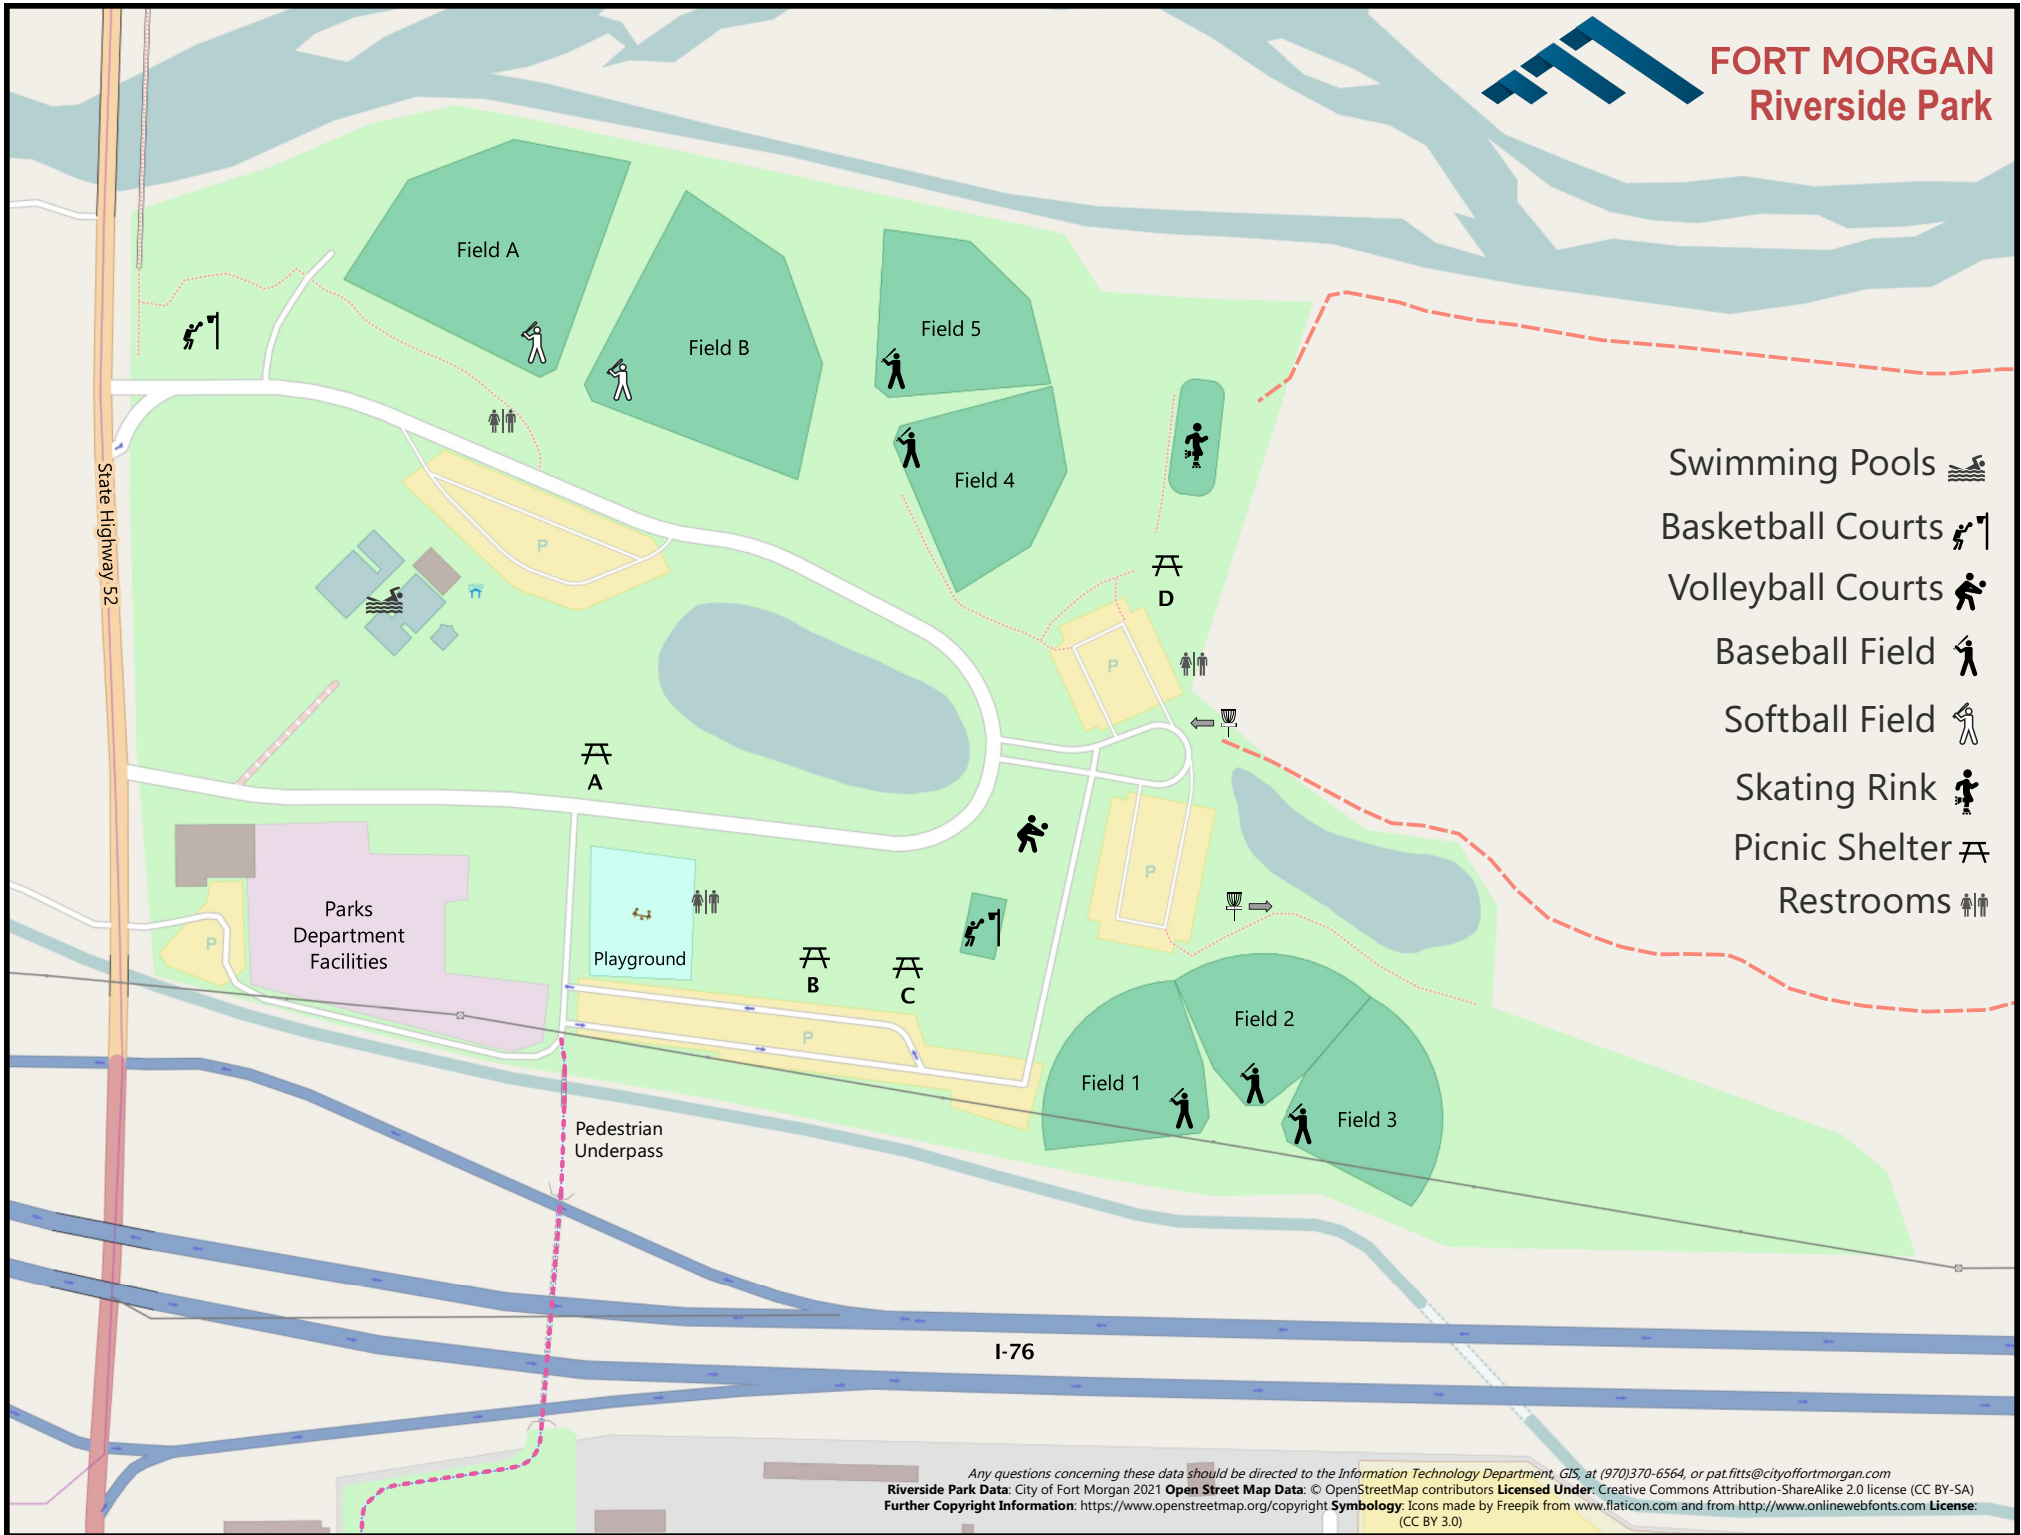 FORT MORGAN
Riverside Park
Field A
Field B
Field 5
Field 4
State Highway 52
Swimming Pools
Basketball Courts
Volleyball Courts
Baseball Field
Softball Field
Skating Rink
Picnic Shelter
Restrooms
P
D
P
A
P
Parks
Department
Facilities
P
Playground
B
C
P
Field 1
Field 2
Field 3
Pedestrian
Underpass
I-76
Any questions concerning these data should be directed to the Information Technology Department, GIS, at (970)370-6564, or pat.fitts@cityoffortmorgan.com
Riverside Park Data: City of Fort Morgan 2021 Open Street Map Data: © OpenStreetMap contributors Licensed Under: Creative Commons Attribution-ShareAlike 2.0 license (CC BY-SA)
Further Copyright Information: https://www.openstreetmap.org/copyright Symbology: Icons made by Freepik from www.flaticon.com and from http://www.onlinewebfonts.com License:
(CC BY 3.0)